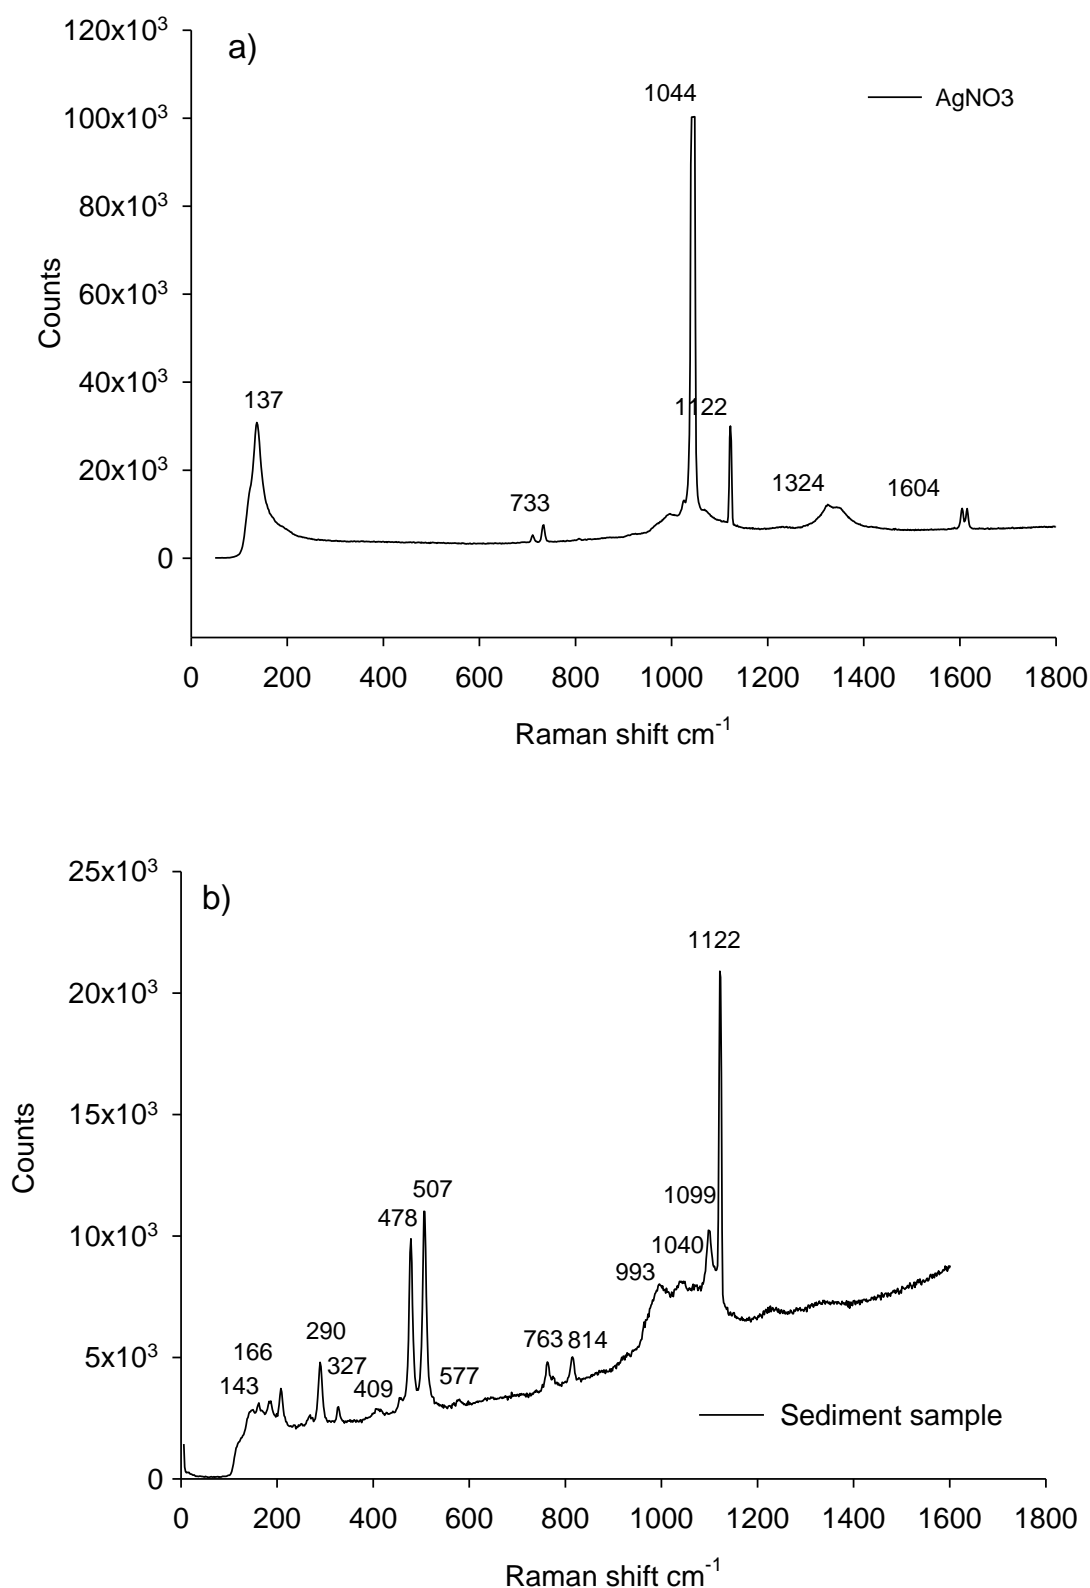 120x10³
a)
1044
AgNO3
100x10³
80x10³
60x10³
Counts
40x10³
137
1122
20x10³
733
1324
1604
0
0 200 400 600 800 1000 1200 1400 1600 1800
Raman shift cm⁻¹
25x10³
b)
1122
20x10³
15x10³
Counts
507
1099
478
10x10³
1040
993
290
763 814
166
327
5x10³
577
409
143
Sediment sample
0
0 200 400 600 800 1000 1200 1400 1600 1800
Raman shift cm⁻¹